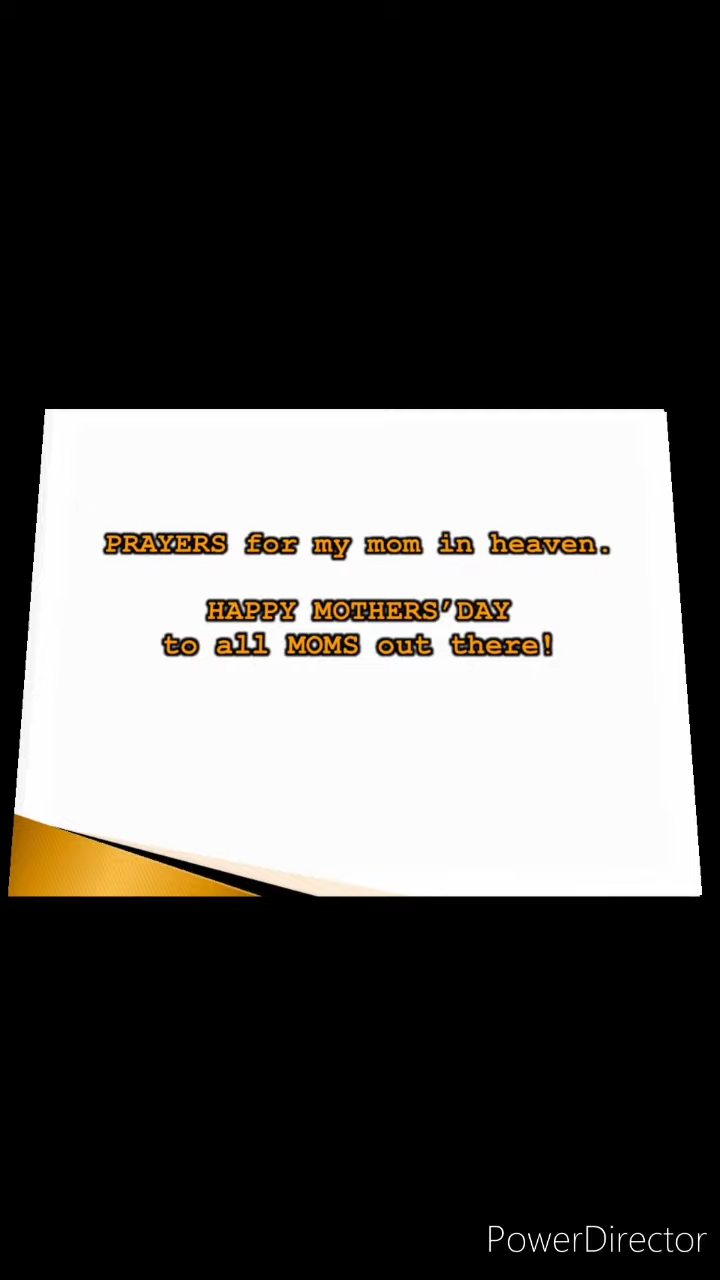 PRAYERS for my mom in heaven.
HAPPY MOTHERS’DAY
to all MOMS out there!
PowerDirector